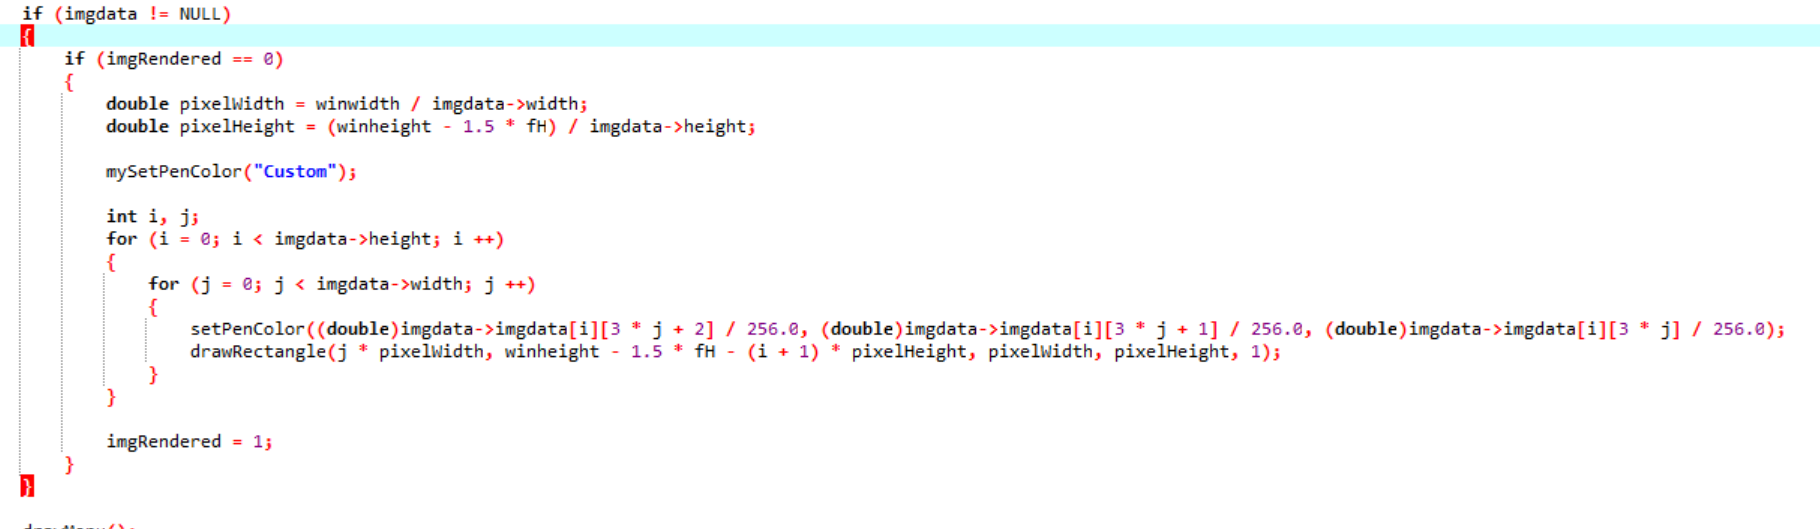 if (imgdata != NULL)
{
    if (imgRendered == 0)
    {
        double pixelWidth = winwidth / imgdata->width;
        double pixelHeight = (winheight - 1.5 * fH) / imgdata->height;
        mySetPenColor("Custom");
        int i, j;
        for (i = 0; i < imgdata->height; i ++)
        {
            for (j = 0; j < imgdata->width; j ++)
            {
                setPenColor((double)imgdata->imgdata[i][3 * j + 2] / 256.0, (double)imgdata->imgdata[i][3 * j + 1] / 256.0, (double)imgdata->imgdata[i][3 * j] / 256.0);
                drawRectangle(j * pixelWidth, winheight - 1.5 * fH - (i + 1) * pixelHeight, pixelWidth, pixelHeight, 1);
            }
        }
        imgRendered = 1;
    }
}